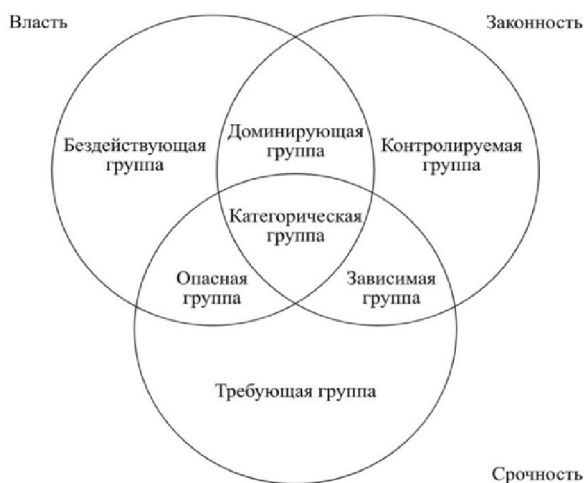 Власть
Законность
Бездействующая
группа
Доминирующая
группа
Контролируемая
группа
Категорическая
группа
Опасная
группа
Зависимая
группа
Требующая группа
Срочность